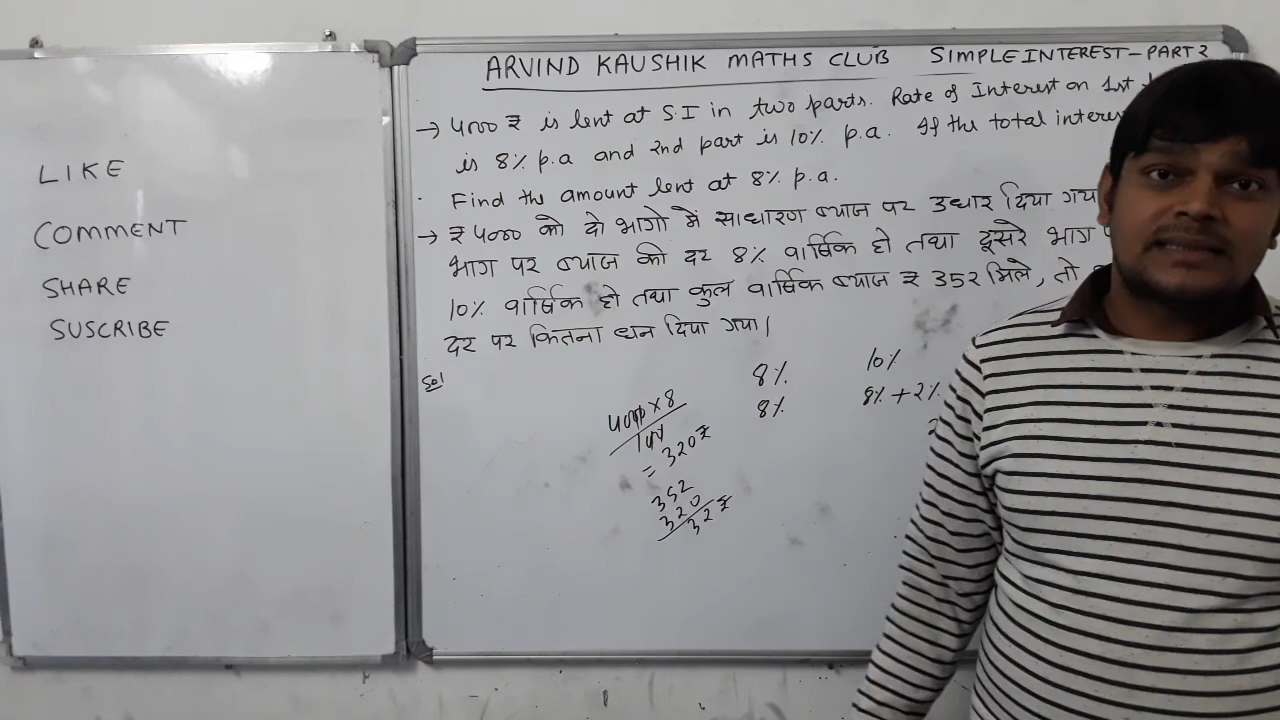 LIKE
COMMENT
SHARE
SUSCRIBE
ARVIND KAUSHIK MATHS CLUB SIMPLE INTEREST-PART 2
→ 4000 ₹ is lent at S.I in two parts. Rate of Interest on 1st
is 8% p.a and 2nd part is 10% p.a. If the total
Find the amount lent at 8% p.a.
→ ₹ 4000 को दो भागो में साधारण ब्याज पर उधार दिया
भाग पर ब्याज की दर 8% वार्षिक हो तथा दूसरे भाग
10% वार्षिक हो तथा कुल वार्षिक ब्याज ₹ 352 मिले, तो
दर पर कितना धन दिया गया।
Sol
8% 10%
4000 × 8
100
8% 8% + 2%
= 320 ₹
352
320
32 ₹